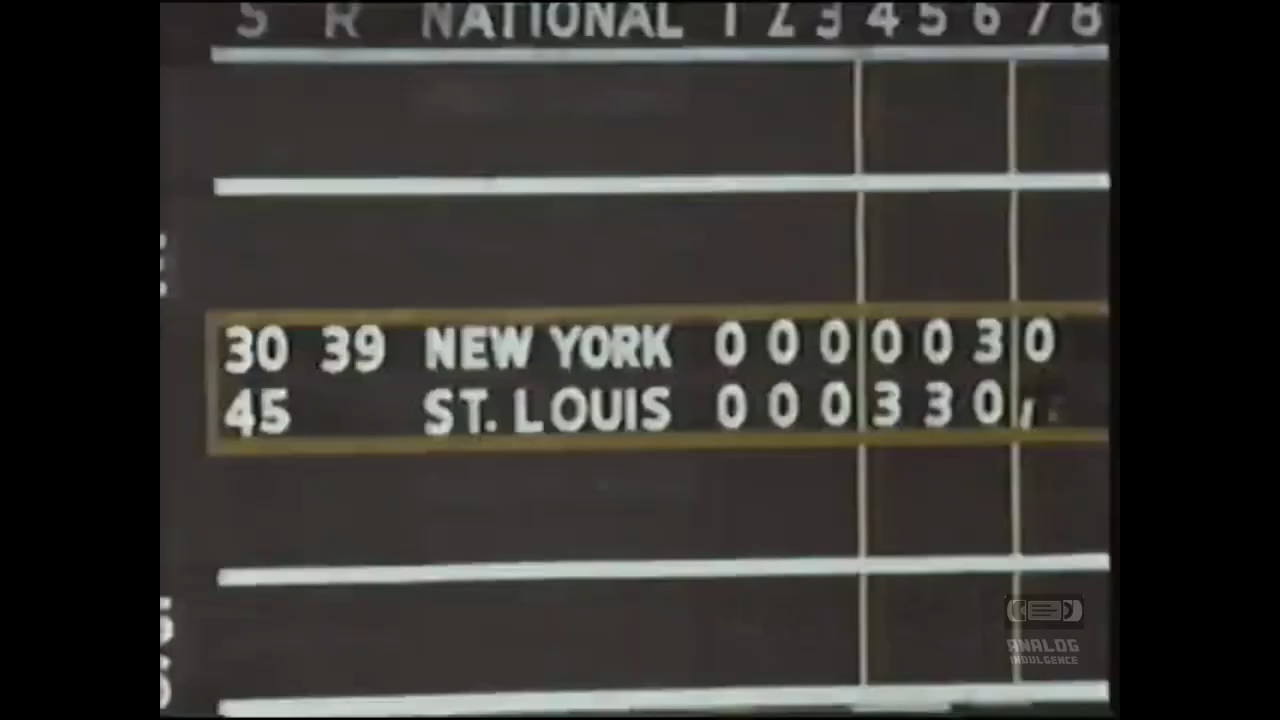 S R NATIONAL 1 2 3 4 5 6 7 8
30 39 NEW YORK 0 0 0 0 0 3 0
45 ST. LOUIS 0 0 0 3 3 0
ANALOG
INDULGENCE